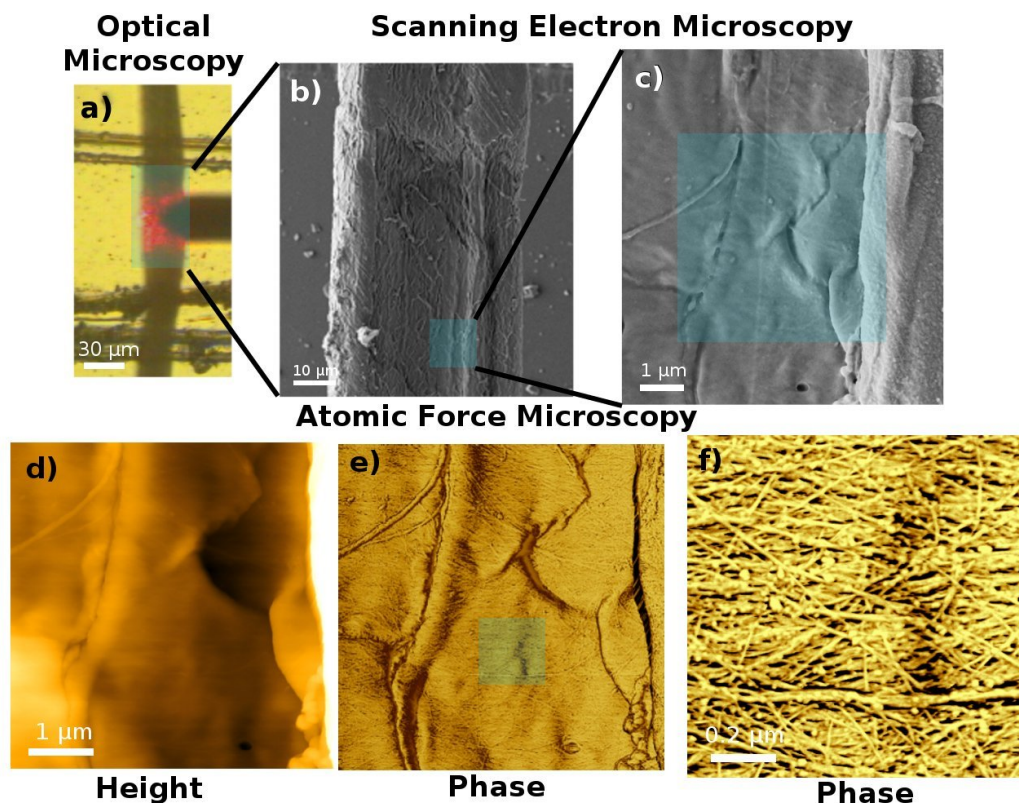 Optical
Microscopy
Scanning Electron Microscopy
a)
b)
c)
30 µm
10 µm
1 µm
Atomic Force Microscopy
d)
e)
f)
1 µm
0.2 µm
Height
Phase
Phase